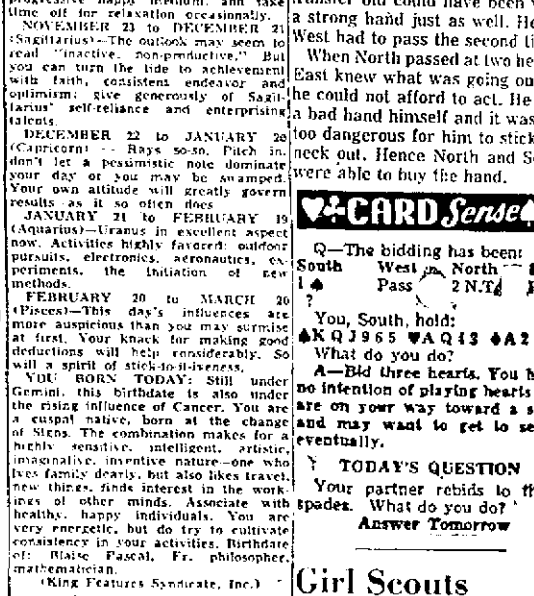 progressive happy medium, and take
time off for relaxation occasionally.
NOVEMBER 23 to DECEMBER 21
(Sagittarius)—The outlook may seem to
read "inactive, non-productive." But
you can turn the tide to achievement
with faith, consistent endeavor and
optimism; give generously of Sagit-
tarius' self-reliance and enterprising
talents.
DECEMBER 22 to JANUARY 20
(Capricorn) -- Rays so-so. Pitch in,
don't let a pessimistic note dominate
your day or you may be swamped.
Your own attitude will greatly govern
results as it so often does
JANUARY 21 to FEBRUARY 19
(Aquarius)—Uranus in excellent aspect
now. Activities highly favored: outdoor
pursuits, electronics, aeronautics, ex-
periments, the initiation of new
methods.
FEBRUARY 20 to MARCH 20
(Pisces)—This day's influences are
more auspicious than you may surmise
at first. Your knack for making good
deductions will help considerably. So
will a spirit of stick-to-it-iveness.
YOU BORN TODAY: Still under
Gemini, this birthdate is also under
the rising influence of Cancer. You are
a cuspal native, born at the change
of Signs. The combination makes for a
highly sensitive, intelligent, artistic,
imaginative, inventive nature—one who
lves family dearly, but also likes travel,
new things, finds interest in the work-
ings of other minds. Associate with
healthy, happy individuals. You are
very energetic, but do try to cultivate
consistency in your activities. Birthdate
of: Blaise Pascal, Fr. philosopher,
mathematician.
(King Features Syndicate, Inc.)
a strong hand just as well. He
West had to pass the second ti
When North passed at two he
East knew what was going on
he could not afford to act. He
a bad hand himself and it was
too dangerous for him to stick
neck out. Hence North and S
were able to buy the hand.
♥♣CARD Sense♠
Q—The bidding has been:
South West North
1 ♠ Pass 2 N.T.
?
You, South, hold:
♠K Q J 9 6 5 ♥A Q 4 3 ♦A 2
What do you do?
A—Bid three hearts. You h
no intention of playing hearts
are on your way toward a s
and may want to get to se
eventually.
TODAY'S QUESTION
Your partner rebids to th
spades. What do you do?
Answer Tomorrow
Girl Scouts